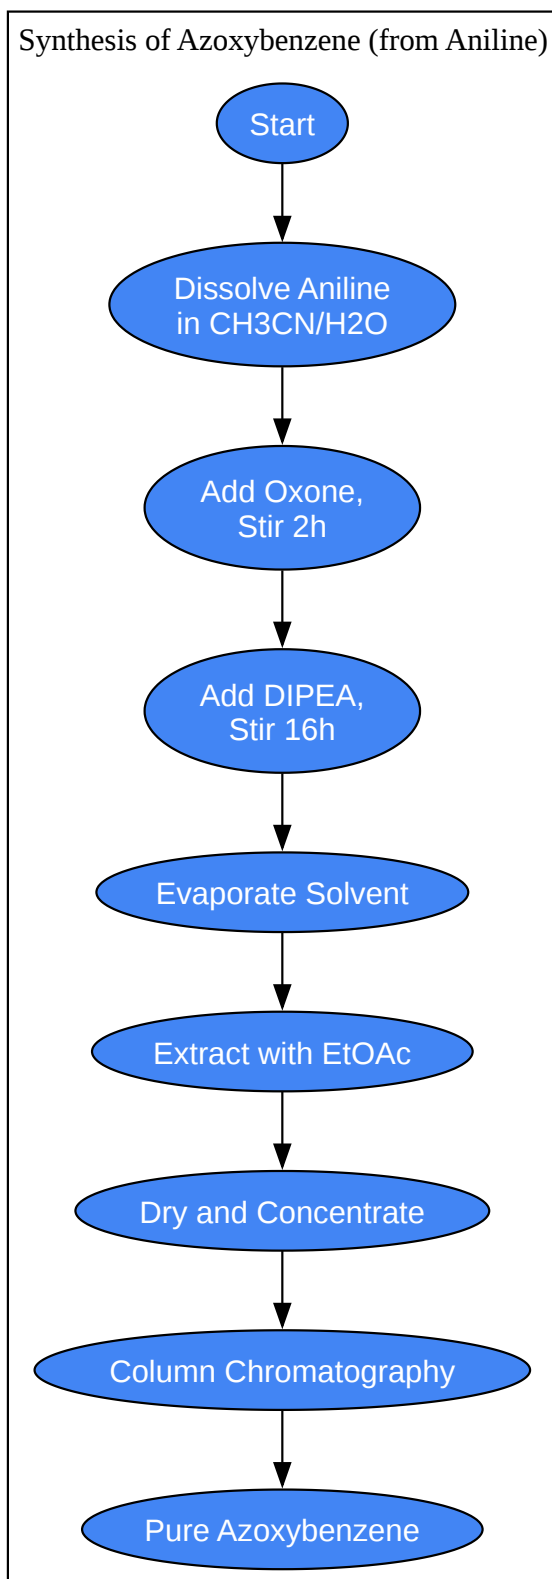 Synthesis of Azoxybenzene (from Aniline)
Start
Dissolve Aniline
in CH3CN/H2O
Add Oxone,
Stir 2h
Add DIPEA,
Stir 16h
Evaporate Solvent
Extract with EtOAc
Dry and Concentrate
Column Chromatography
Pure Azoxybenzene